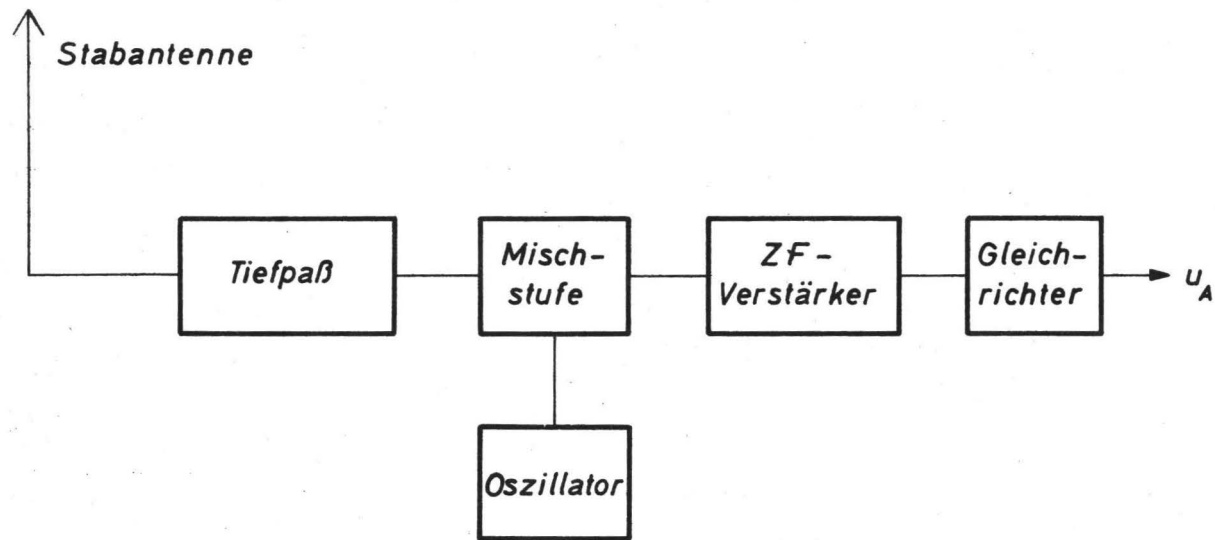 Stabantenne
Tiefpaß
Misch-
stufe
ZF-
Verstärker
Gleich-
richter
u_A
Oszillator